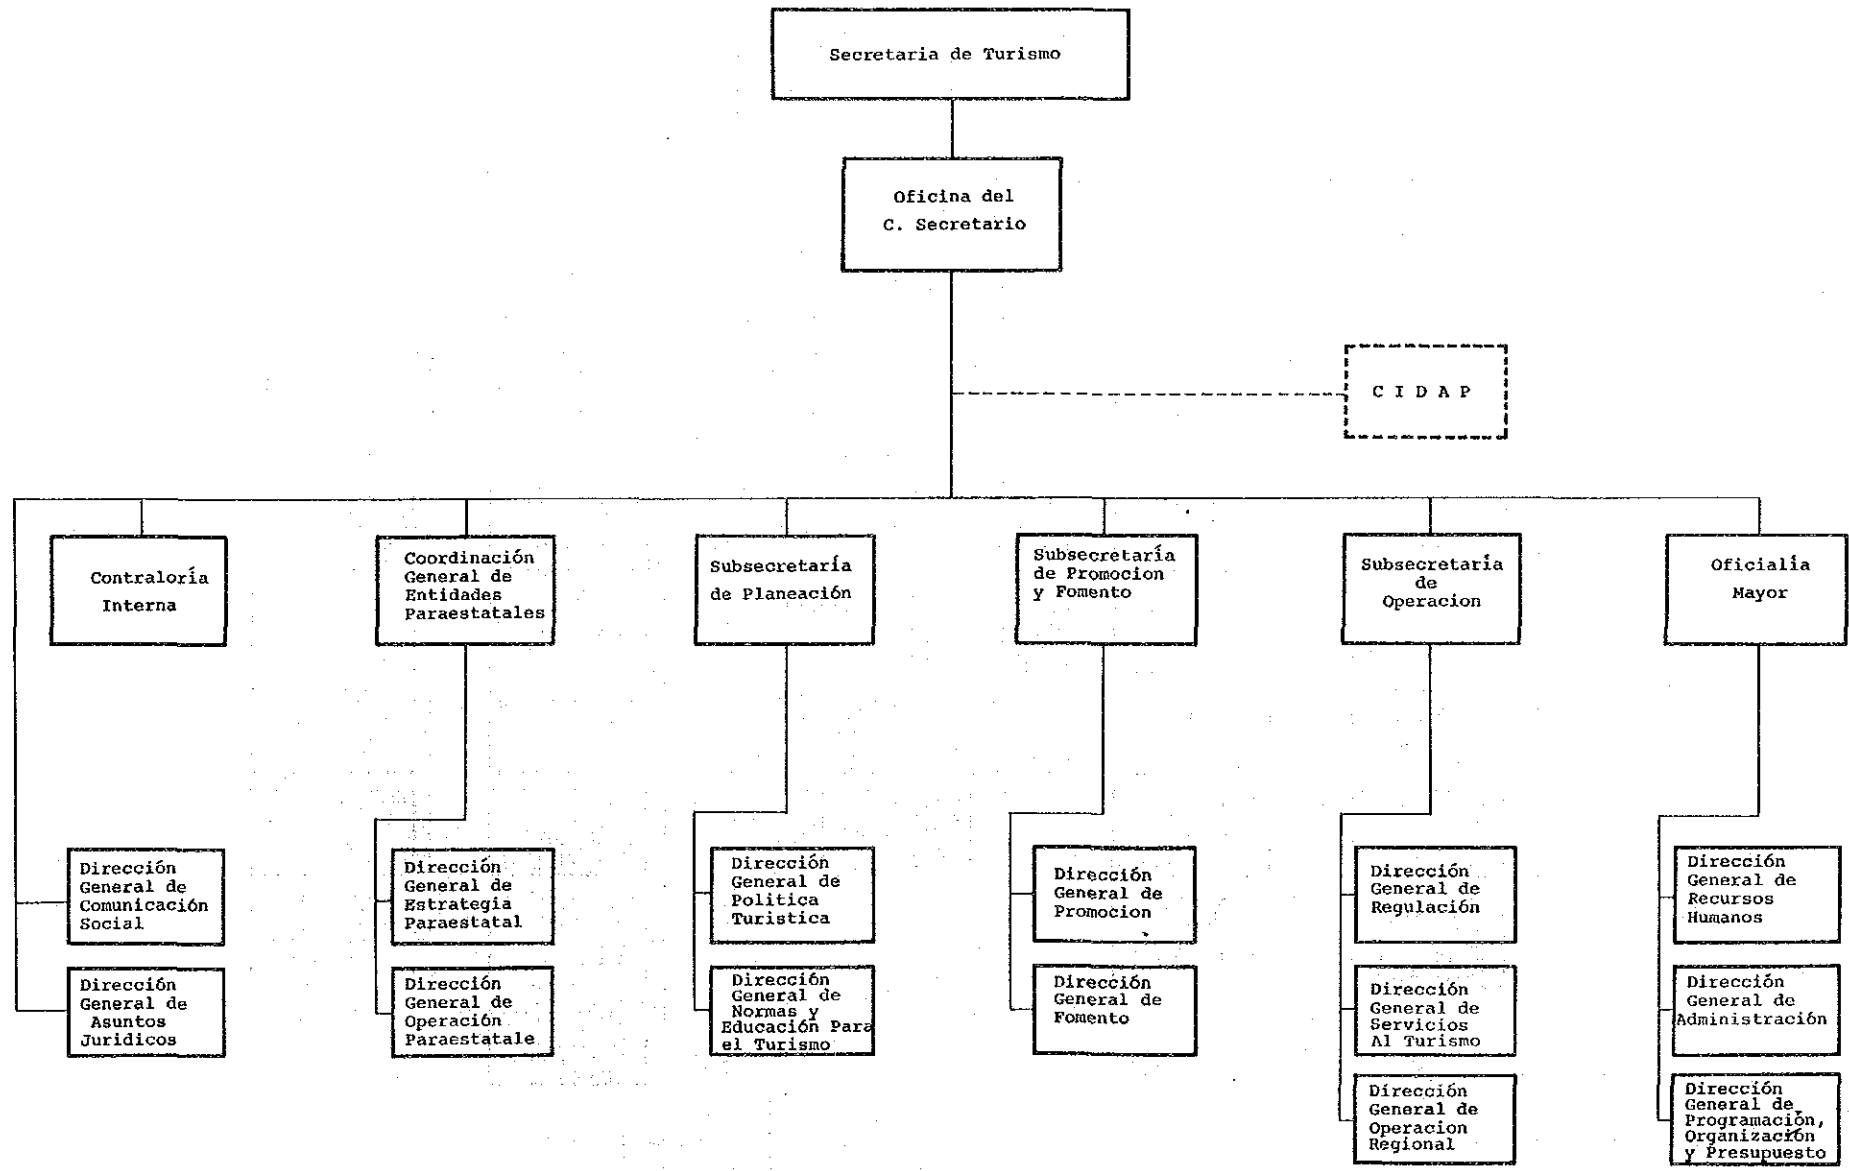 Secretaria de Turismo
Oficina del
C. Secretario
C I D A P
Contraloría
Interna
Coordinación
General de
Entidades
Paraestatales
Subsecretaría
de Planeación
Subsecretaría
de Promocion
y Fomento
Subsecretaría
de
Operacion
Oficialía
Mayor
Dirección
General de
Comunicación
Social
Dirección
General de
Estrategia
Paraestatal
Dirección
General de
Politica
Turistica
Dirección
General de
Promocion
Dirección
General de
Regulación
Dirección
General de
Recursos
Humanos
Dirección
General de
Asuntos
Juridicos
Dirección
General de
Operación
Paraestatale
Dirección
General de
Normas y
Educación Para
el Turismo
Dirección
General de
Fomento
Dirección
General de
Servicios
Al Turismo
Dirección
General de
Administración
Dirección
General de
Operacion
Regional
Dirección
General de
Programación,
Organización
y Presupuesto